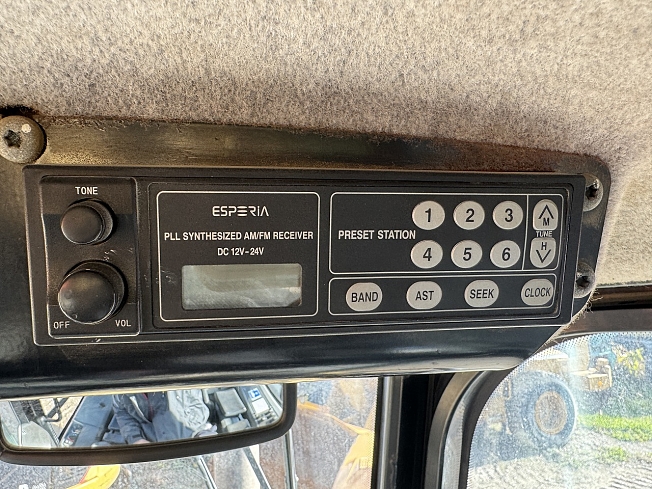 TONE
OFF VOL
ESPERIA
PLL SYNTHESIZED AM/FM RECEIVER
DC 12V-24V
PRESET STATION
1 2 3
4 5 6
M
TUNE
H
BAND AST SEEK CLOCK